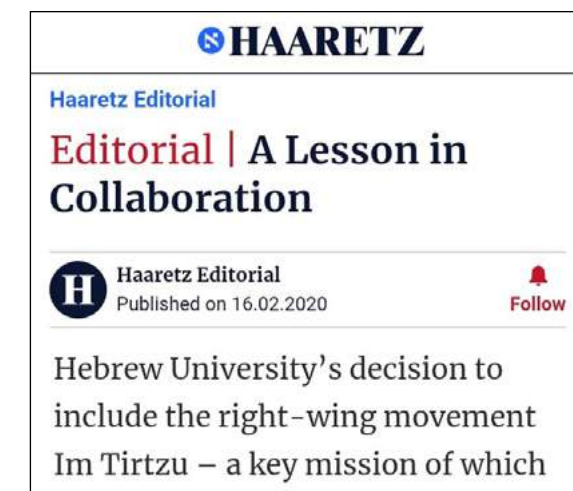 HAARETZ
Haaretz Editorial
Editorial | A Lesson in
Collaboration
H
Haaretz Editorial
Published on 16.02.2020
Follow
Hebrew University’s decision to
include the right-wing movement
Im Tirtzu – a key mission of which